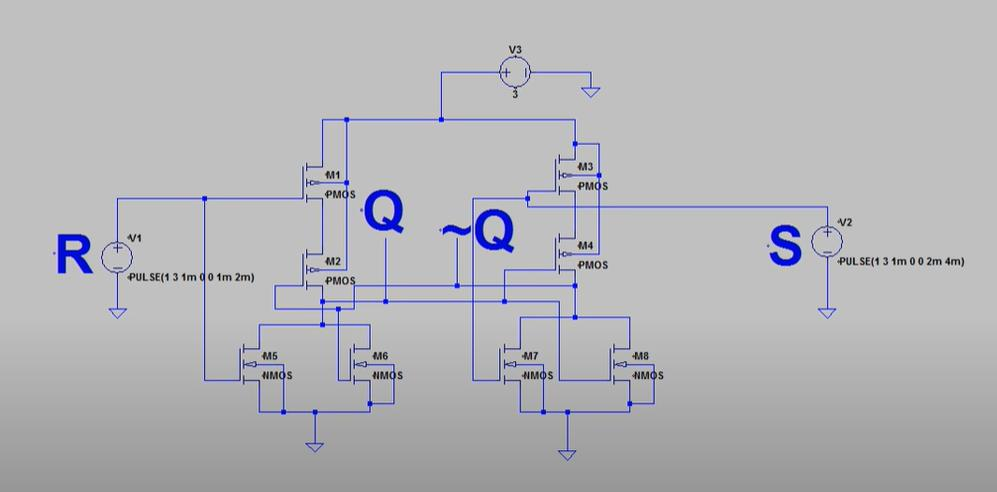 V3
3
M1
PMOS
M3
PMOS
Q
~Q
R
V1
PULSE(1 3 1m 0 0 1m 2m)
M2
PMOS
M4
PMOS
S
V2
PULSE(1 3 1m 0 0 2m 4m)
M5
NMOS
M6
NMOS
M7
NMOS
M8
NMOS